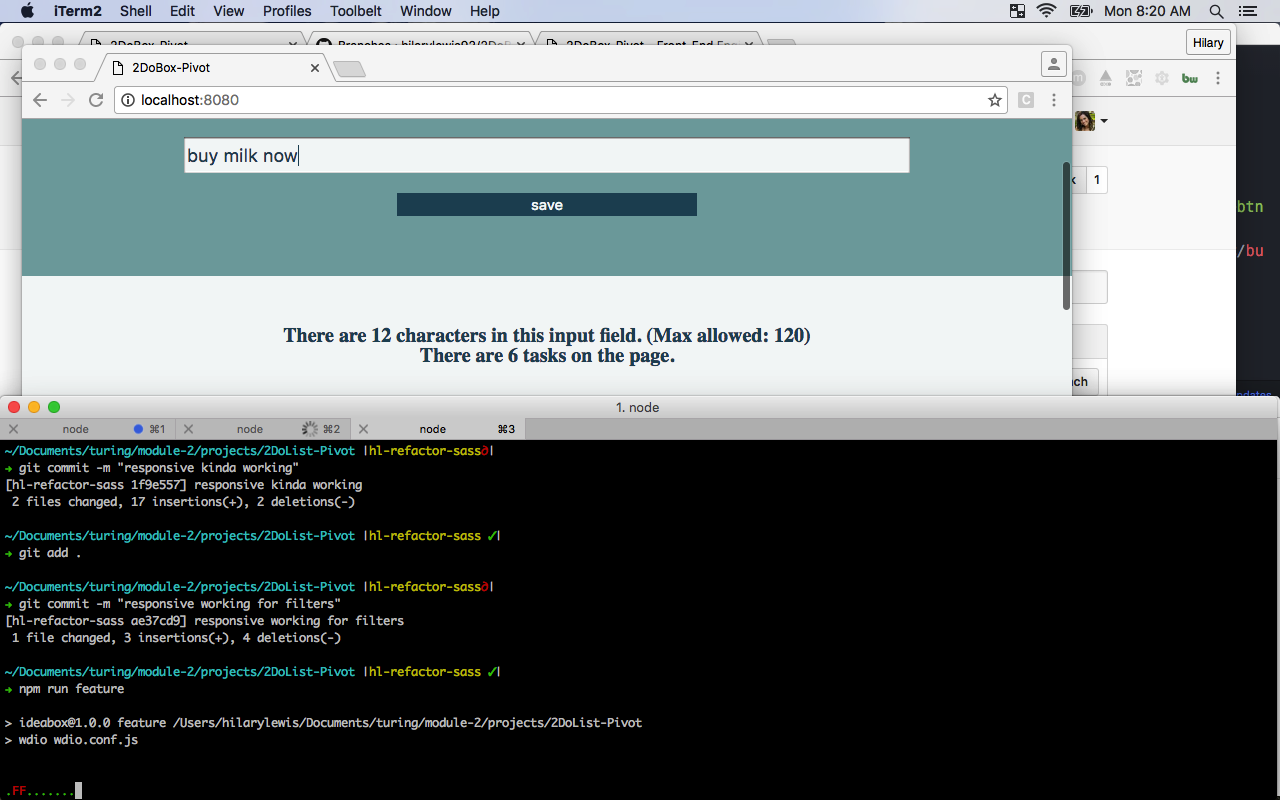 iTerm2 Shell Edit View Profiles Toolbelt Window Help Mon 8:20 AM
Hilary
2DoBox-Pivot
localhost:8080
bw
buy milk now
1
save
btn
/bu
There are 12 characters in this input field. (Max allowed: 120)
There are 6 tasks on the page.
nch
1. node
node ⌘1 node ⌘2 node ⌘3
~/Documents/turing/module-2/projects/2DoList-Pivot |hl-refactor-sass∂|
➜ git commit -m "responsive kinda working"
[hl-refactor-sass 1f9e557] responsive kinda working
2 files changed, 17 insertions(+), 2 deletions(-)
~/Documents/turing/module-2/projects/2DoList-Pivot |hl-refactor-sass ✓|
➜ git add .
~/Documents/turing/module-2/projects/2DoList-Pivot |hl-refactor-sass∂|
➜ git commit -m "responsive working for filters"
[hl-refactor-sass ae37cd9] responsive working for filters
1 file changed, 3 insertions(+), 4 deletions(-)
~/Documents/turing/module-2/projects/2DoList-Pivot |hl-refactor-sass ✓|
➜ npm run feature
> ideabox@1.0.0 feature /Users/hilarylewis/Documents/turing/module-2/projects/2DoList-Pivot
> wdio wdio.conf.js
.FF.......